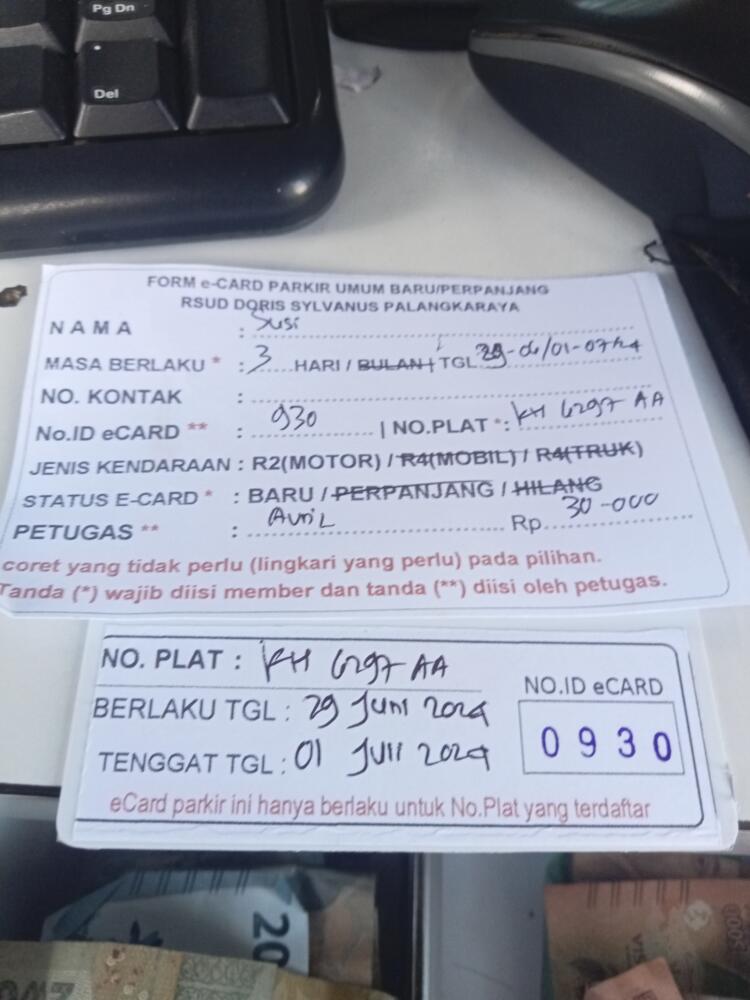 Pg Dn
Del
FORM e-CARD PARKIR UMUM BARU/PERPANJANG
RSUD DORIS SYLVANUS PALANGKARAYA
NAMA : Susi
MASA BERLAKU * : 3 HARI / BULAN / TGL 29-06/01-07-24
NO. KONTAK :
No.ID eCARD ** : 930 | NO.PLAT *: KH 6297 AA
JENIS KENDARAAN : R2(MOTOR) / R4(MOBIL) / R4(TRUK)
STATUS E-CARD * : BARU / PERPANJANG / HILANG
PETUGAS ** : Avril Rp. 30-000
coret yang tidak perlu (lingkari yang perlu) pada pilihan.
Tanda (*) wajib diisi member dan tanda (**) diisi oleh petugas.
NO. PLAT : KH 6297 AA
BERLAKU TGL : 29 Juni 2024
NO.ID eCARD
0930
TENGGAT TGL : 01 Juli 2024
eCard parkir ini hanya berlaku untuk No.Plat yang terdaftar
20